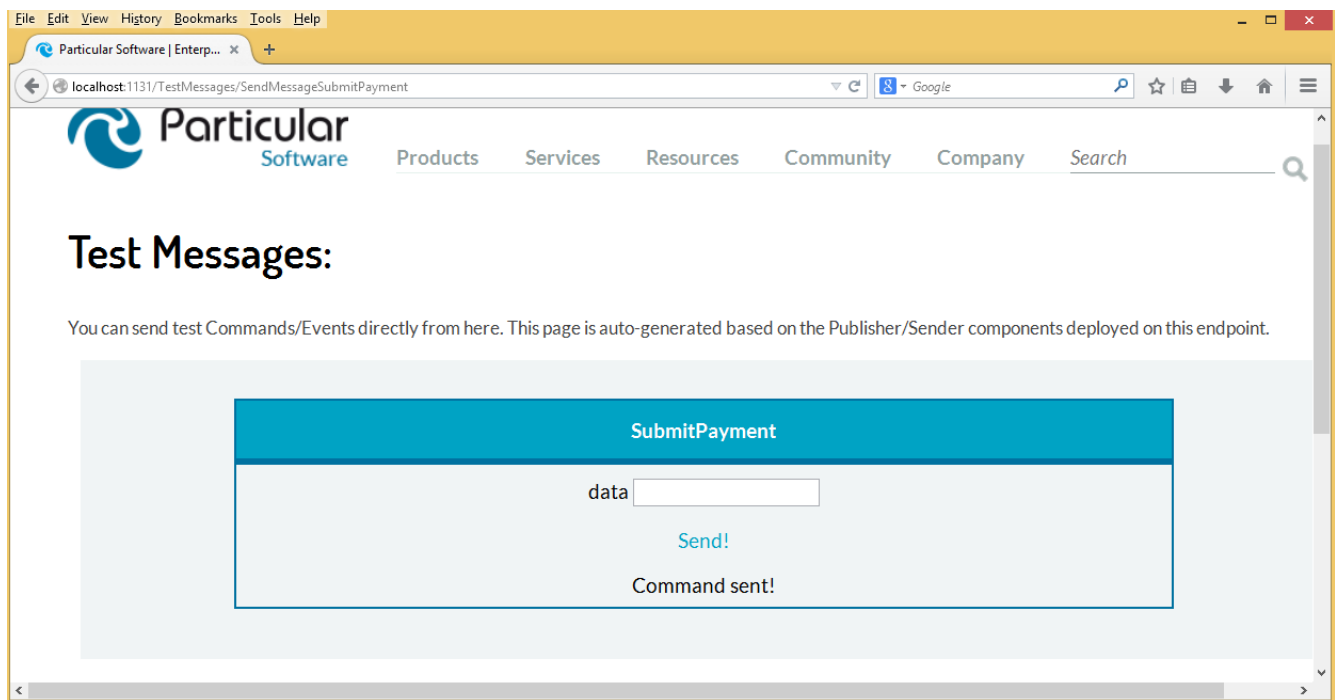 File Edit View History Bookmarks Tools Help
Particular Software | Enterp...
localhost:1131/TestMessages/SendMessageSubmitPayment
8 Google
Particular
Software
Products Services Resources Community Company Search
Test Messages:
You can send test Commands/Events directly from here. This page is auto-generated based on the Publisher/Sender components deployed on this endpoint.
SubmitPayment
data
Send!
Command sent!